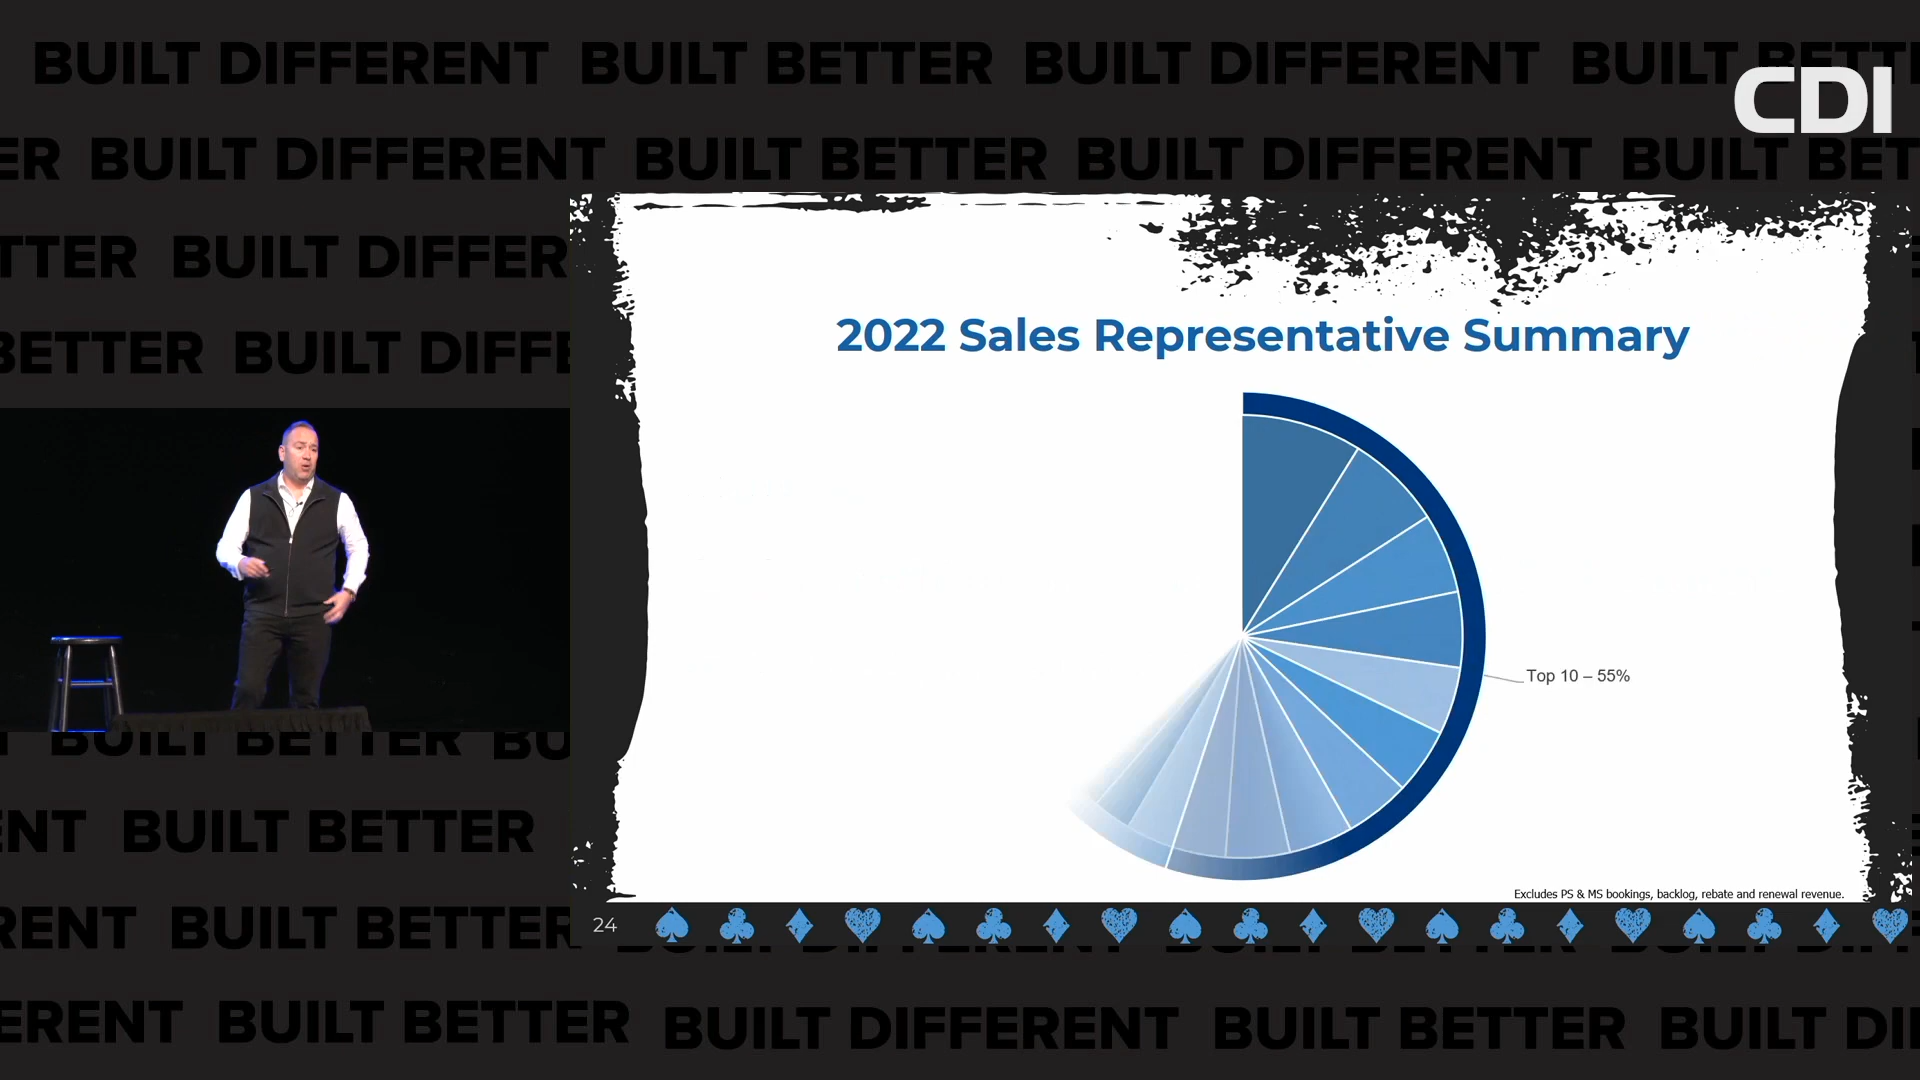 BUILT DIFFERENT BUILT BETTER BUILT DIFFERENT BUILT BETT
CDI
ER BUILT DIFFERENT BUILT BETTER BUILT DIFFERENT BUILT BET
TTER BUILT DIFFER
BETTER BUILT DIFFE
2022 Sales Representative Summary
Top 10 – 55%
BUILT BETTER BU
ENT BUILT BETTER
Excludes PS & MS bookings, backlog, rebate and renewal revenue.
RENT BUILT BETTER
24
ERENT BUILT BETTER BUILT DIFFERENT BUILT BETTER BUILT DI